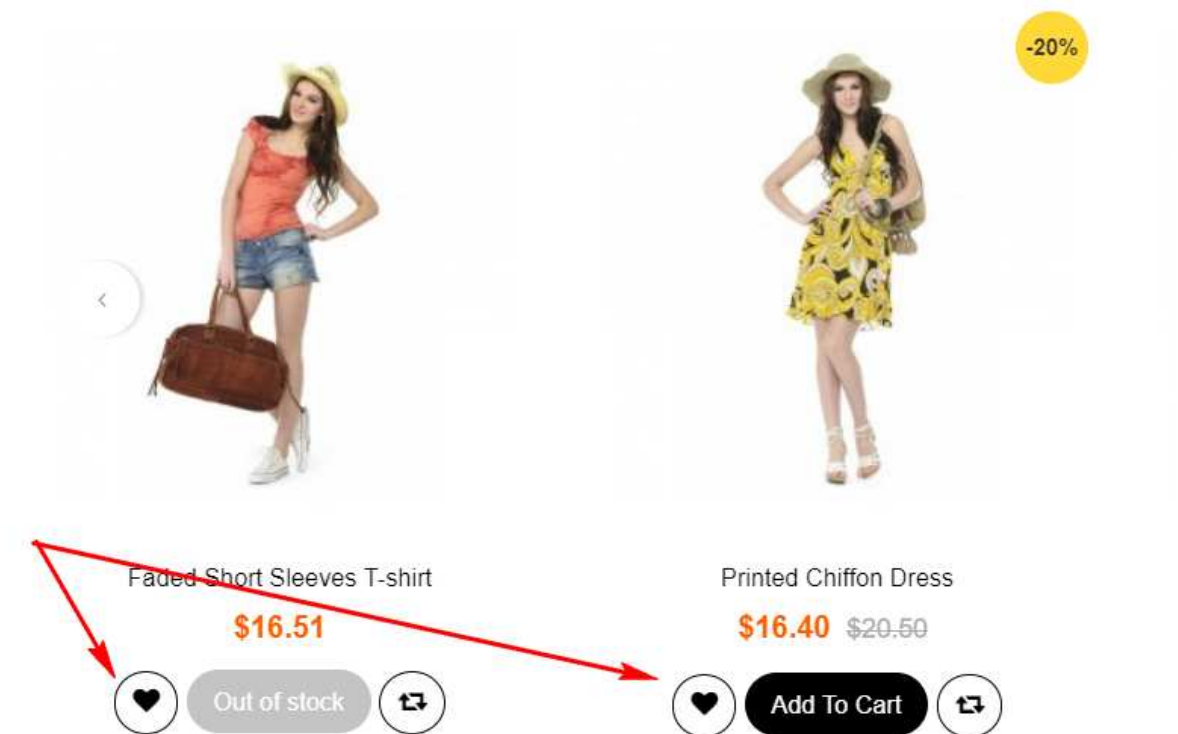 -20%
Faded Short Sleeves T-shirt
$16.51
Out of stock
Printed Chiffon Dress
$16.40 $20.50
Add To Cart